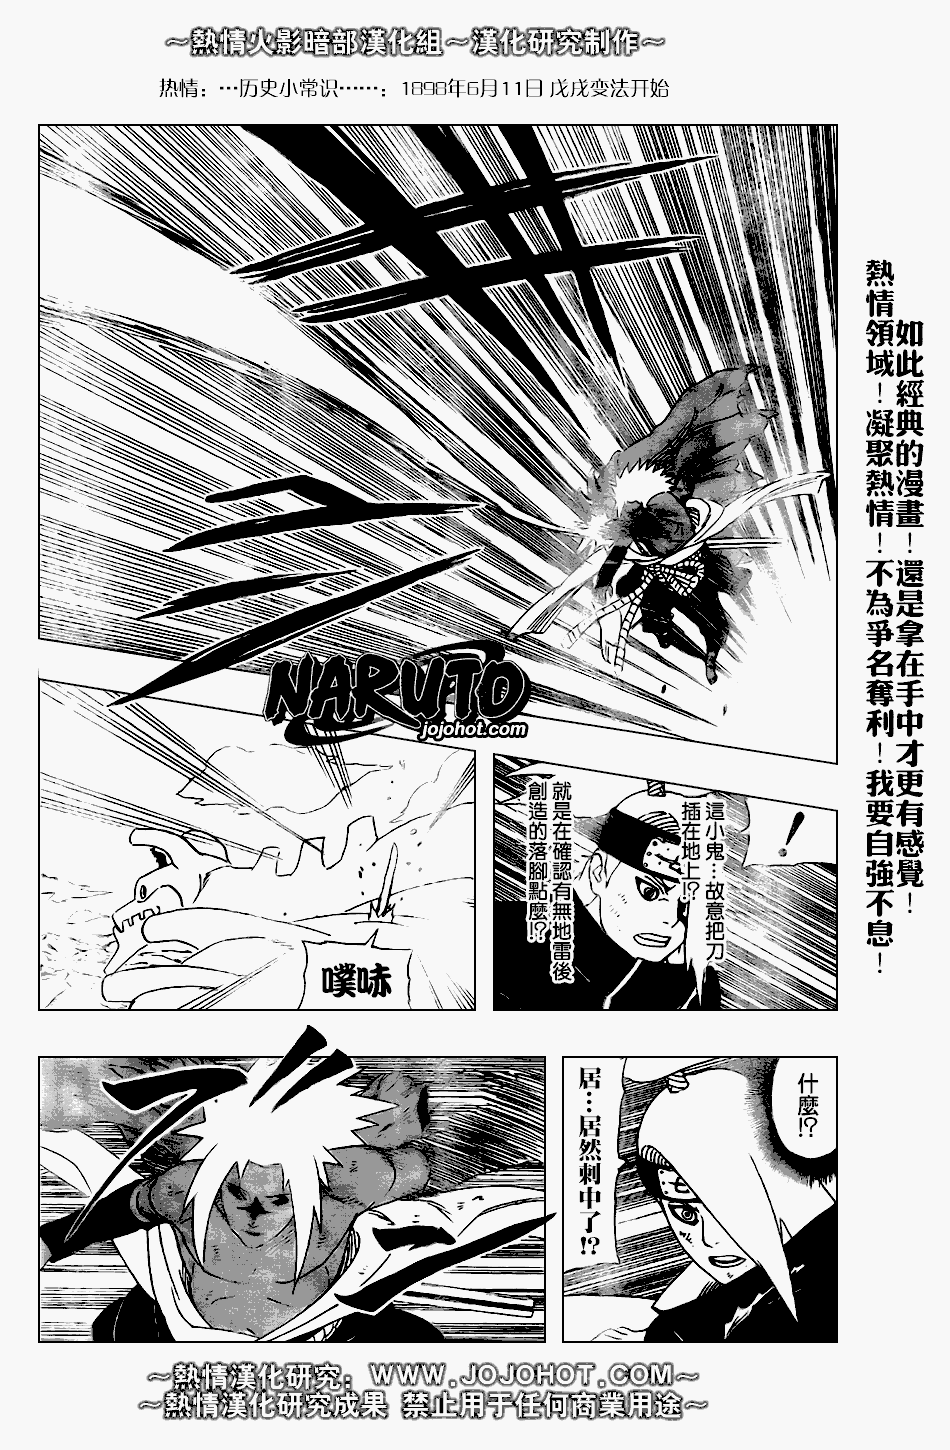 ～熱情火影暗部漢化組～漢化研究制作～
热情：…历史小常识……：1898年6月11日 戊戌变法开始
如此經典的漫畫！還是拿在手中才更有感覺！
熱情領域！凝聚熱情！不為爭名奪利！我要自強不息！
NARUTO
jojohot.com
！
這小鬼…故意把刀
插在地上!?
就是在確認有無地雷後
創造的落腳點麼!?
噗哧
什麼!?
居…居然刺中了!?
～熱情漢化研究：WWW.JOJOHOT.COM～
～熱情漢化研究成果 禁止用于任何商業用途～